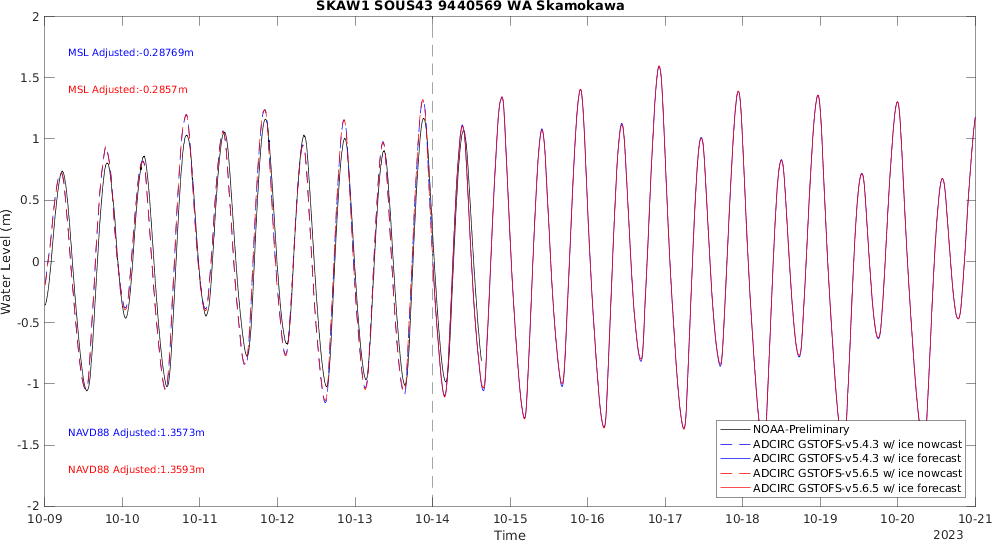 SKAW1 SOUS43 9440569 WA Skamokawa
2
1.5
1
0.5
0
-0.5
-1
-1.5
-2
Water Level (m)
MSL Adjusted:-0.28769m
MSL Adjusted:-0.2857m
NAVD88 Adjusted:1.3573m
NAVD88 Adjusted:1.3593m
NOAA-Preliminary
ADCIRC GSTOFS-v5.4.3 w/ ice nowcast
ADCIRC GSTOFS-v5.4.3 w/ ice forecast
ADCIRC GSTOFS-v5.6.5 w/ ice nowcast
ADCIRC GSTOFS-v5.6.5 w/ ice forecast
10-09 10-10 10-11 10-12 10-13 10-14 10-15 10-16 10-17 10-18 10-19 10-20 10-21
Time
2023